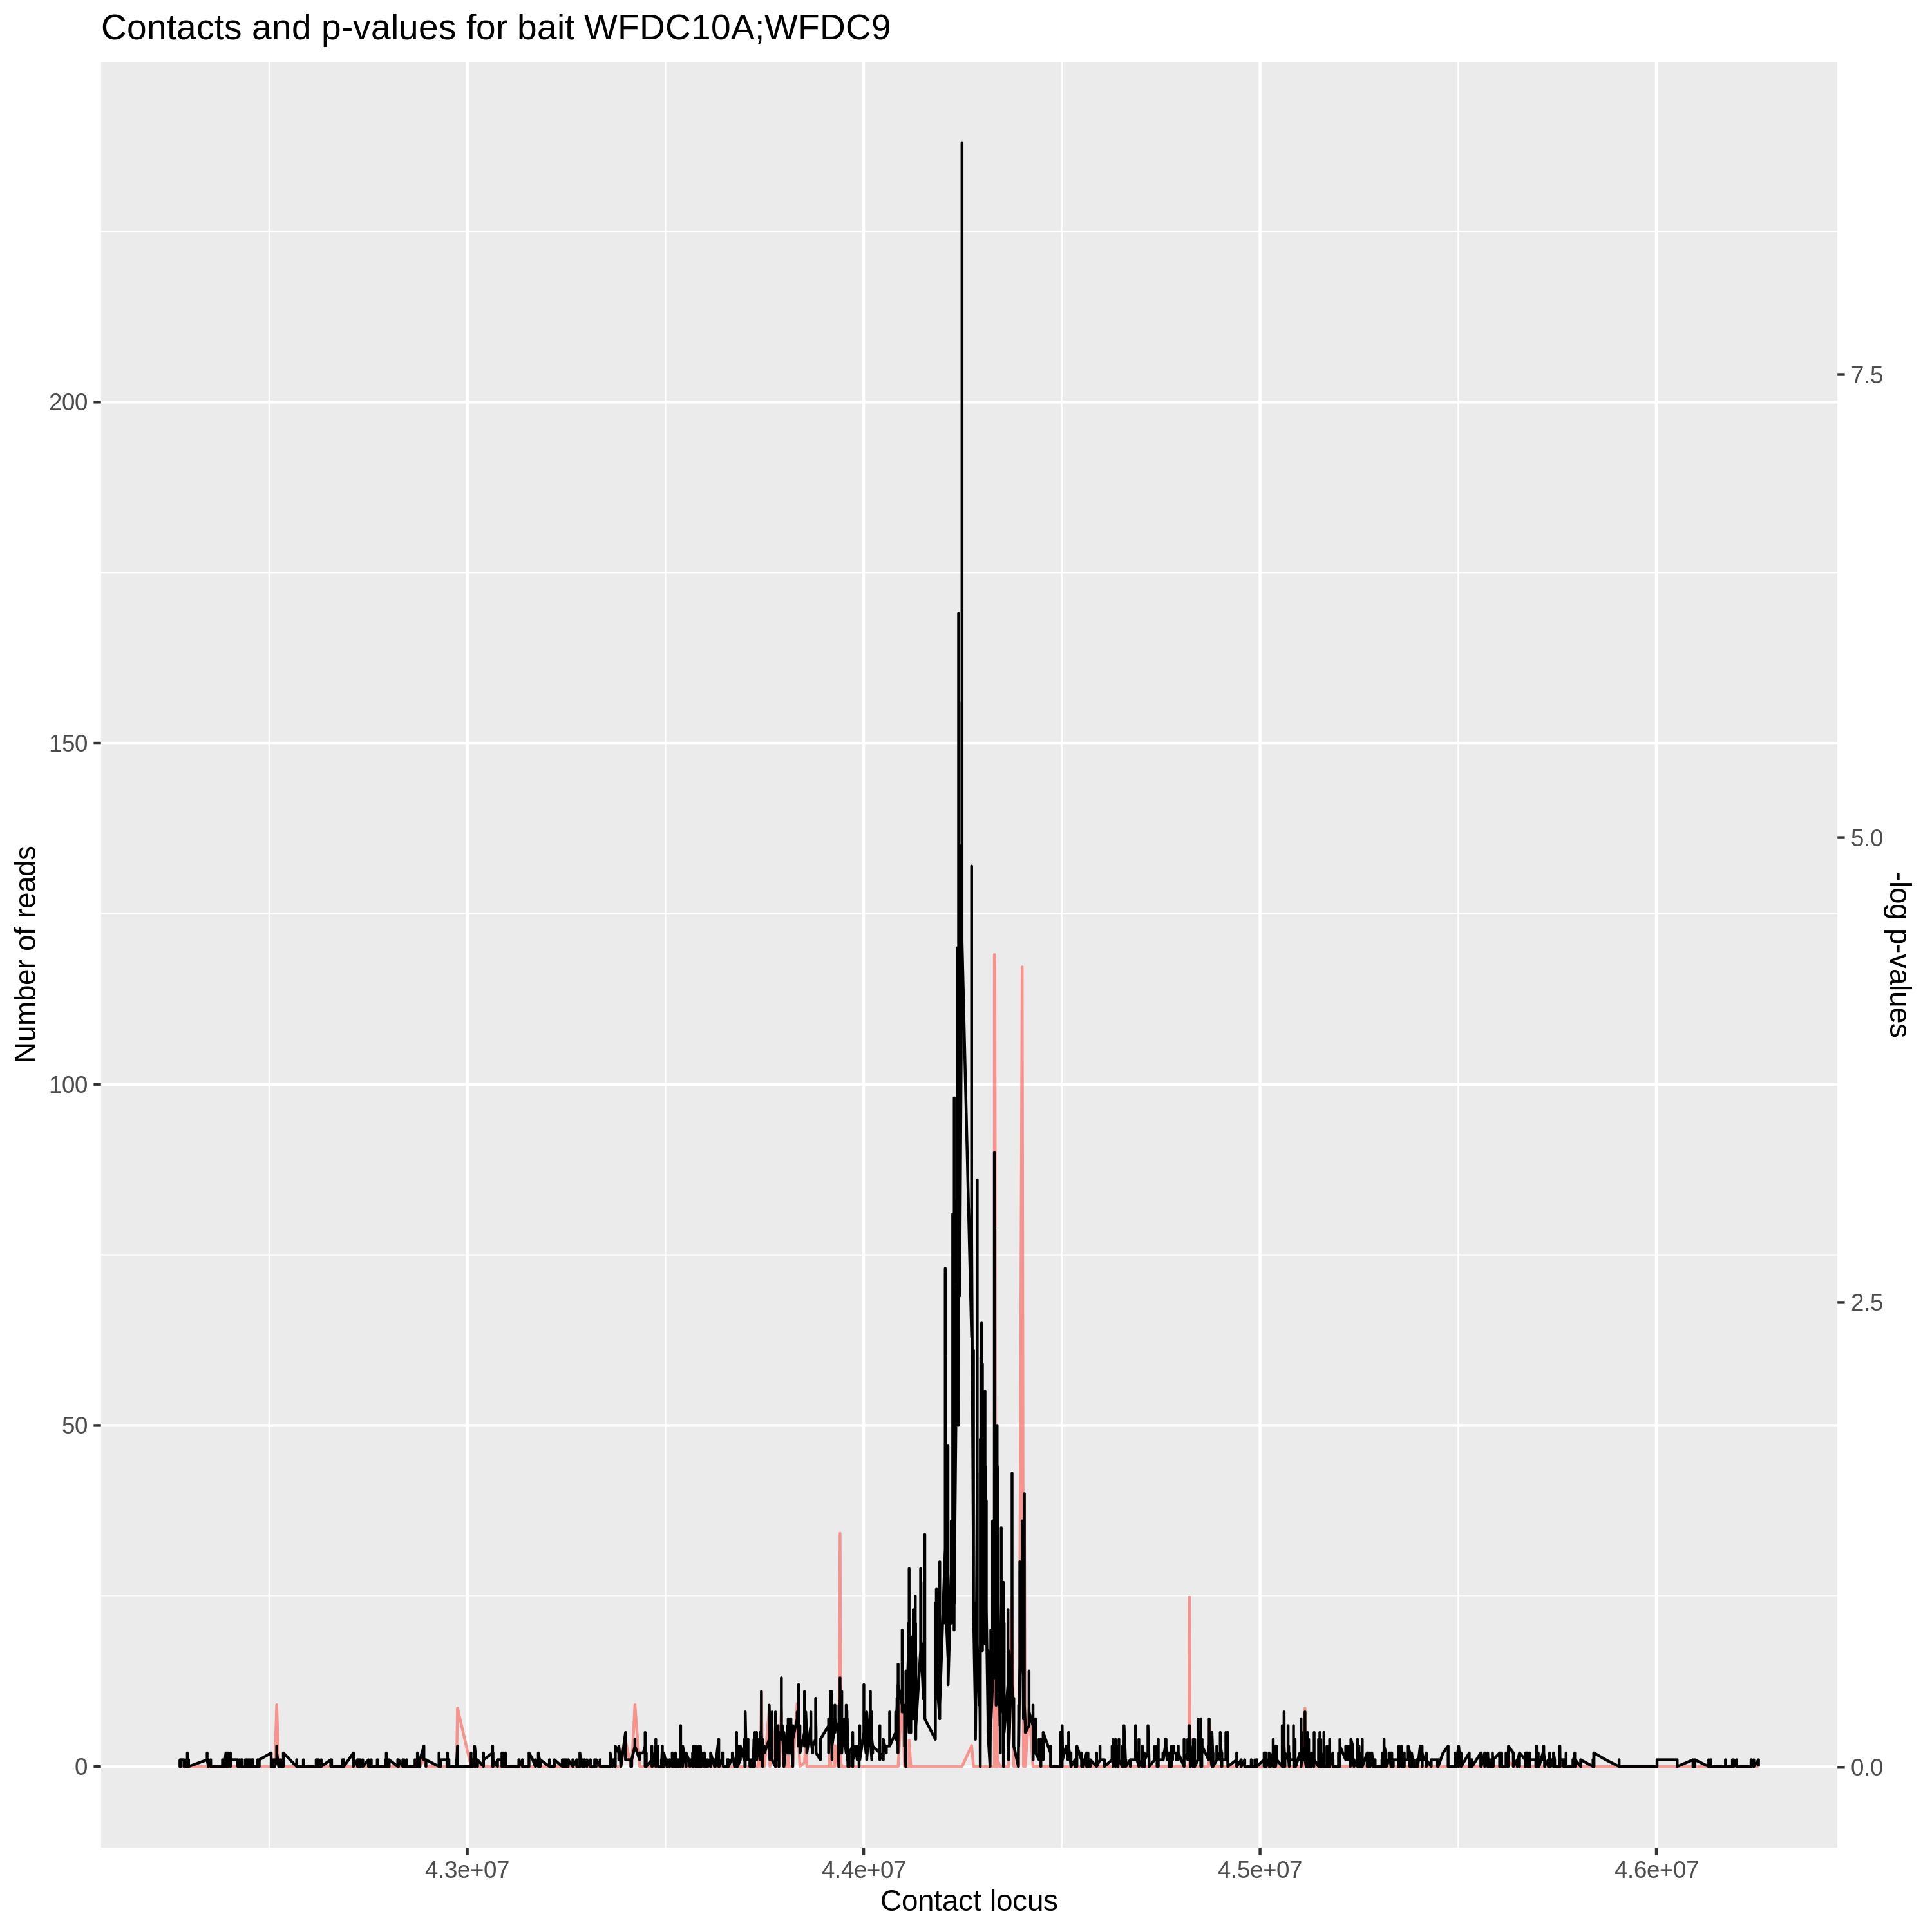 Contacts and p-values for bait WFDC10A;WFDC9
Number of reads
200
150
100
50
0
7.5
5.0
2.5
0.0
-log p-values
4.3e+07
4.4e+07
4.5e+07
4.6e+07
Contact locus